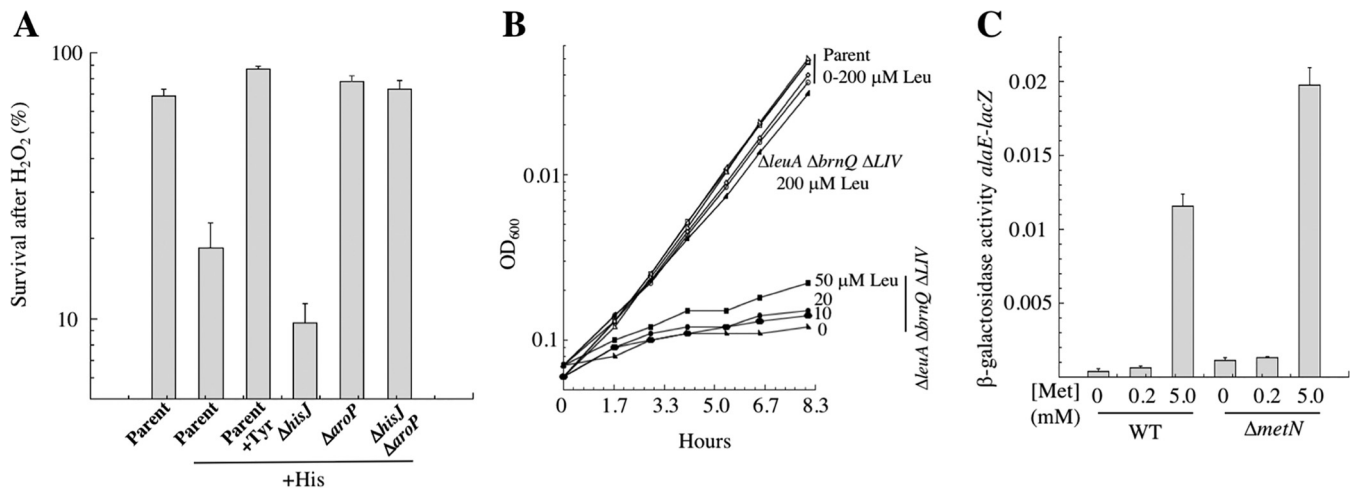 A
Survival after H₂O₂ (%)
100
10
Parent
Parent
Parent
+Tyr
ΔhisJ
ΔaroP
ΔhisJ
ΔaroP
+His
B
OD₆₀₀
0.01
0.1
Parent
0-200 μM Leu
ΔleuA ΔbrnQ ΔLIV
200 μM Leu
50 μM Leu
20
10
0
ΔleuA ΔbrnQ ΔLIV
0 1.7 3.3 5.0 6.7 8.3
Hours
C
β-galactosidase activity alaE-lacZ
0.02
0.015
0.01
0.005
[Met] 0 0.2 5.0 0 0.2 5.0
(mM)
WT ΔmetN